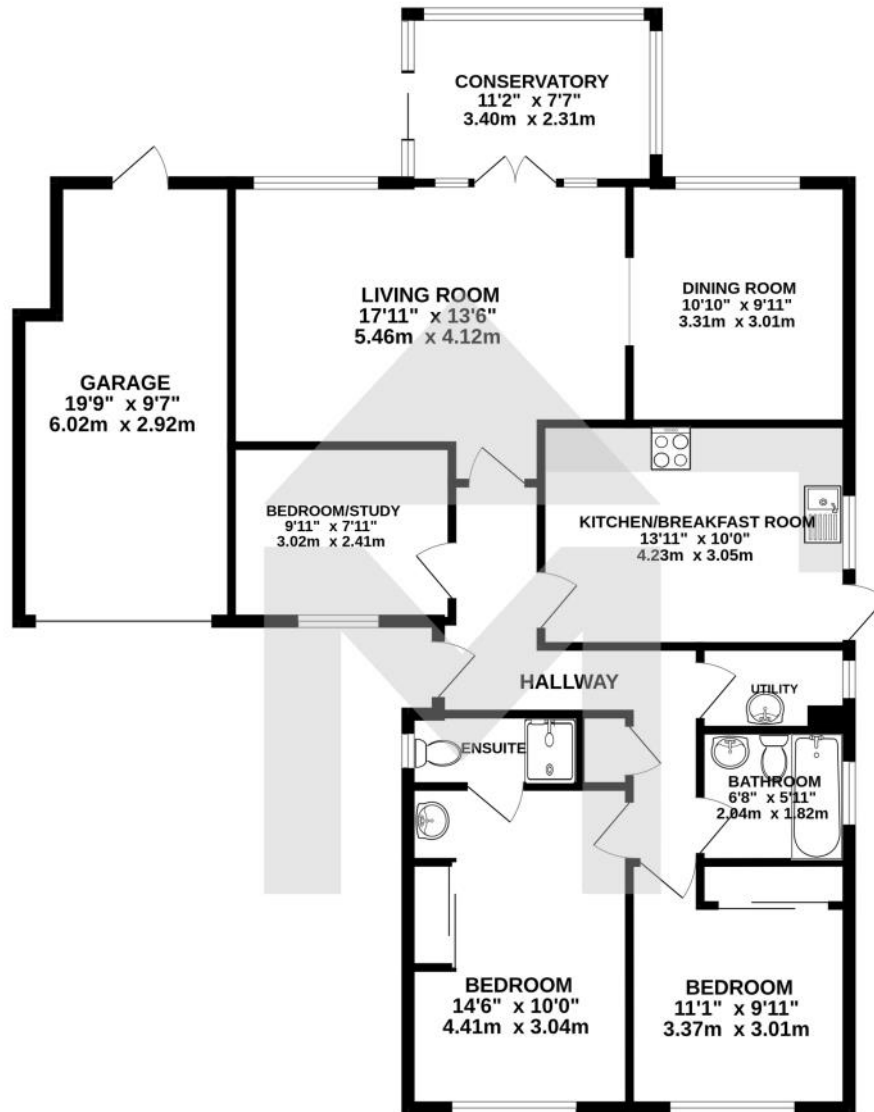 CONSERVATORY
11'2" x 7'7"
3.40m x 2.31m
LIVING ROOM
17'11" x 13'6"
5.46m x 4.12m
DINING ROOM
10'10" x 9'11"
3.31m x 3.01m
GARAGE
19'9" x 9'7"
6.02m x 2.92m
BEDROOM/STUDY
9'11" x 7'11"
3.02m x 2.41m
KITCHEN/BREAKFAST ROOM
13'11" x 10'0"
4.23m x 3.05m
HALLWAY
UTILITY
ENSUITE
BATHROOM
6'8" x 5'11"
2.04m x 1.82m
BEDROOM
14'6" x 10'0"
4.41m x 3.04m
BEDROOM
11'1" x 9'11"
3.37m x 3.01m